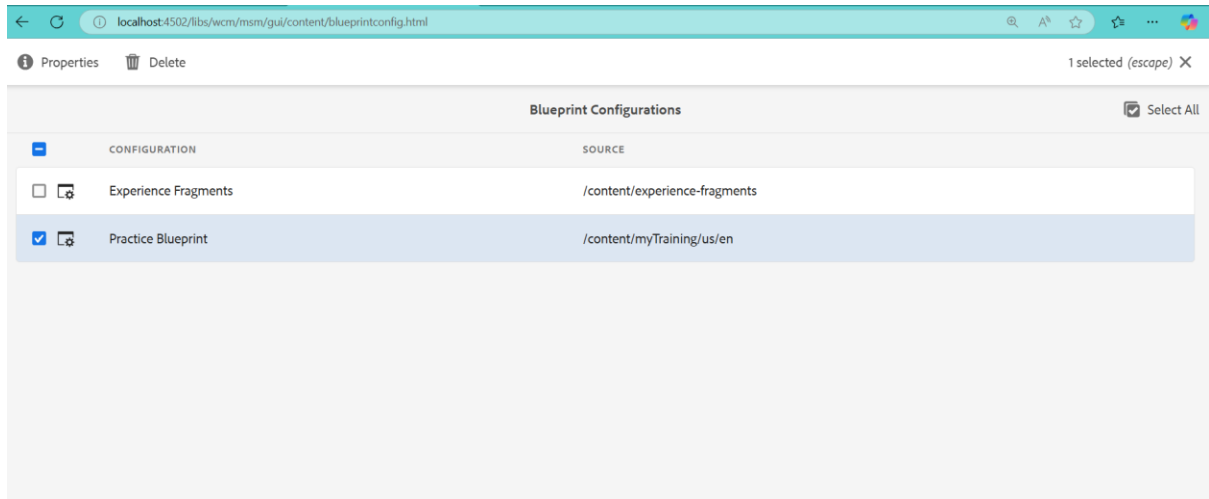 localhost:4502/libs/wcm/msm/gui/content/blueprintconfig.html
Properties Delete 1 selected (escape)
Blueprint Configurations Select All
CONFIGURATION SOURCE
Experience Fragments /content/experience-fragments
Practice Blueprint /content/myTraining/us/en